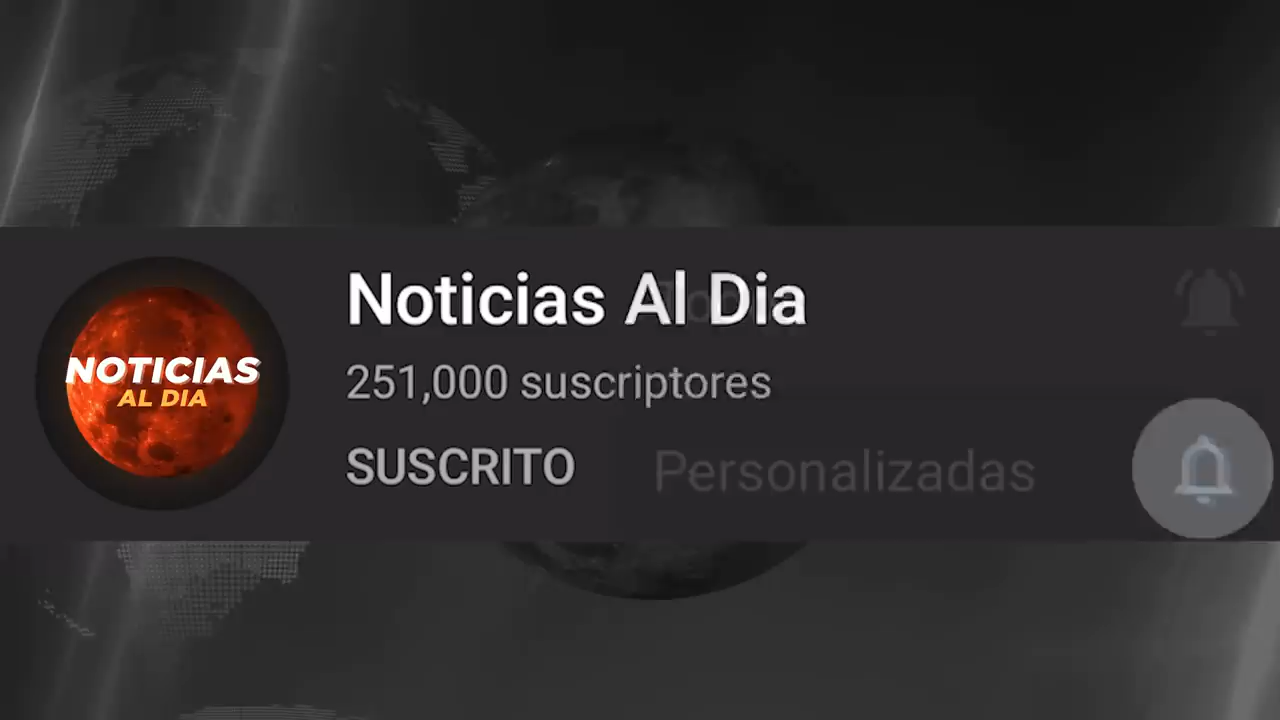 NOTICIAS
AL DIA
Noticias Al Dia
251,000 suscriptores
SUSCRITO
Personalizadas